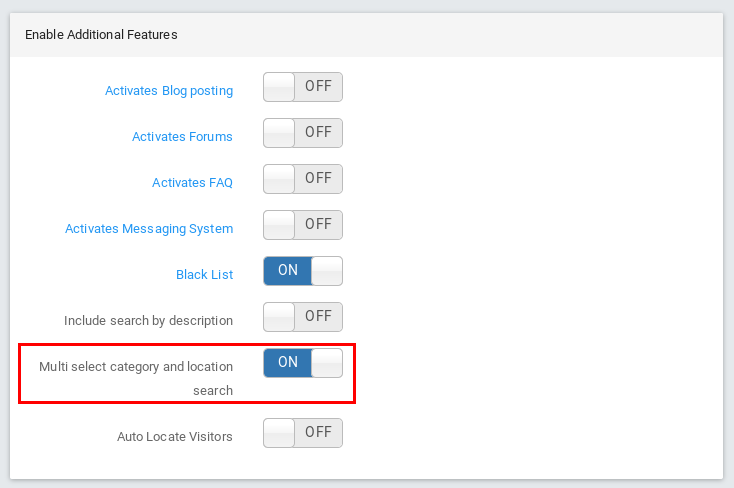 Enable Additional Features
Activates Blog posting OFF
Activates Forums OFF
Activates FAQ OFF
Activates Messaging System OFF
Black List ON
Include search by description OFF
Multi select category and location ON
search
Auto Locate Visitors OFF